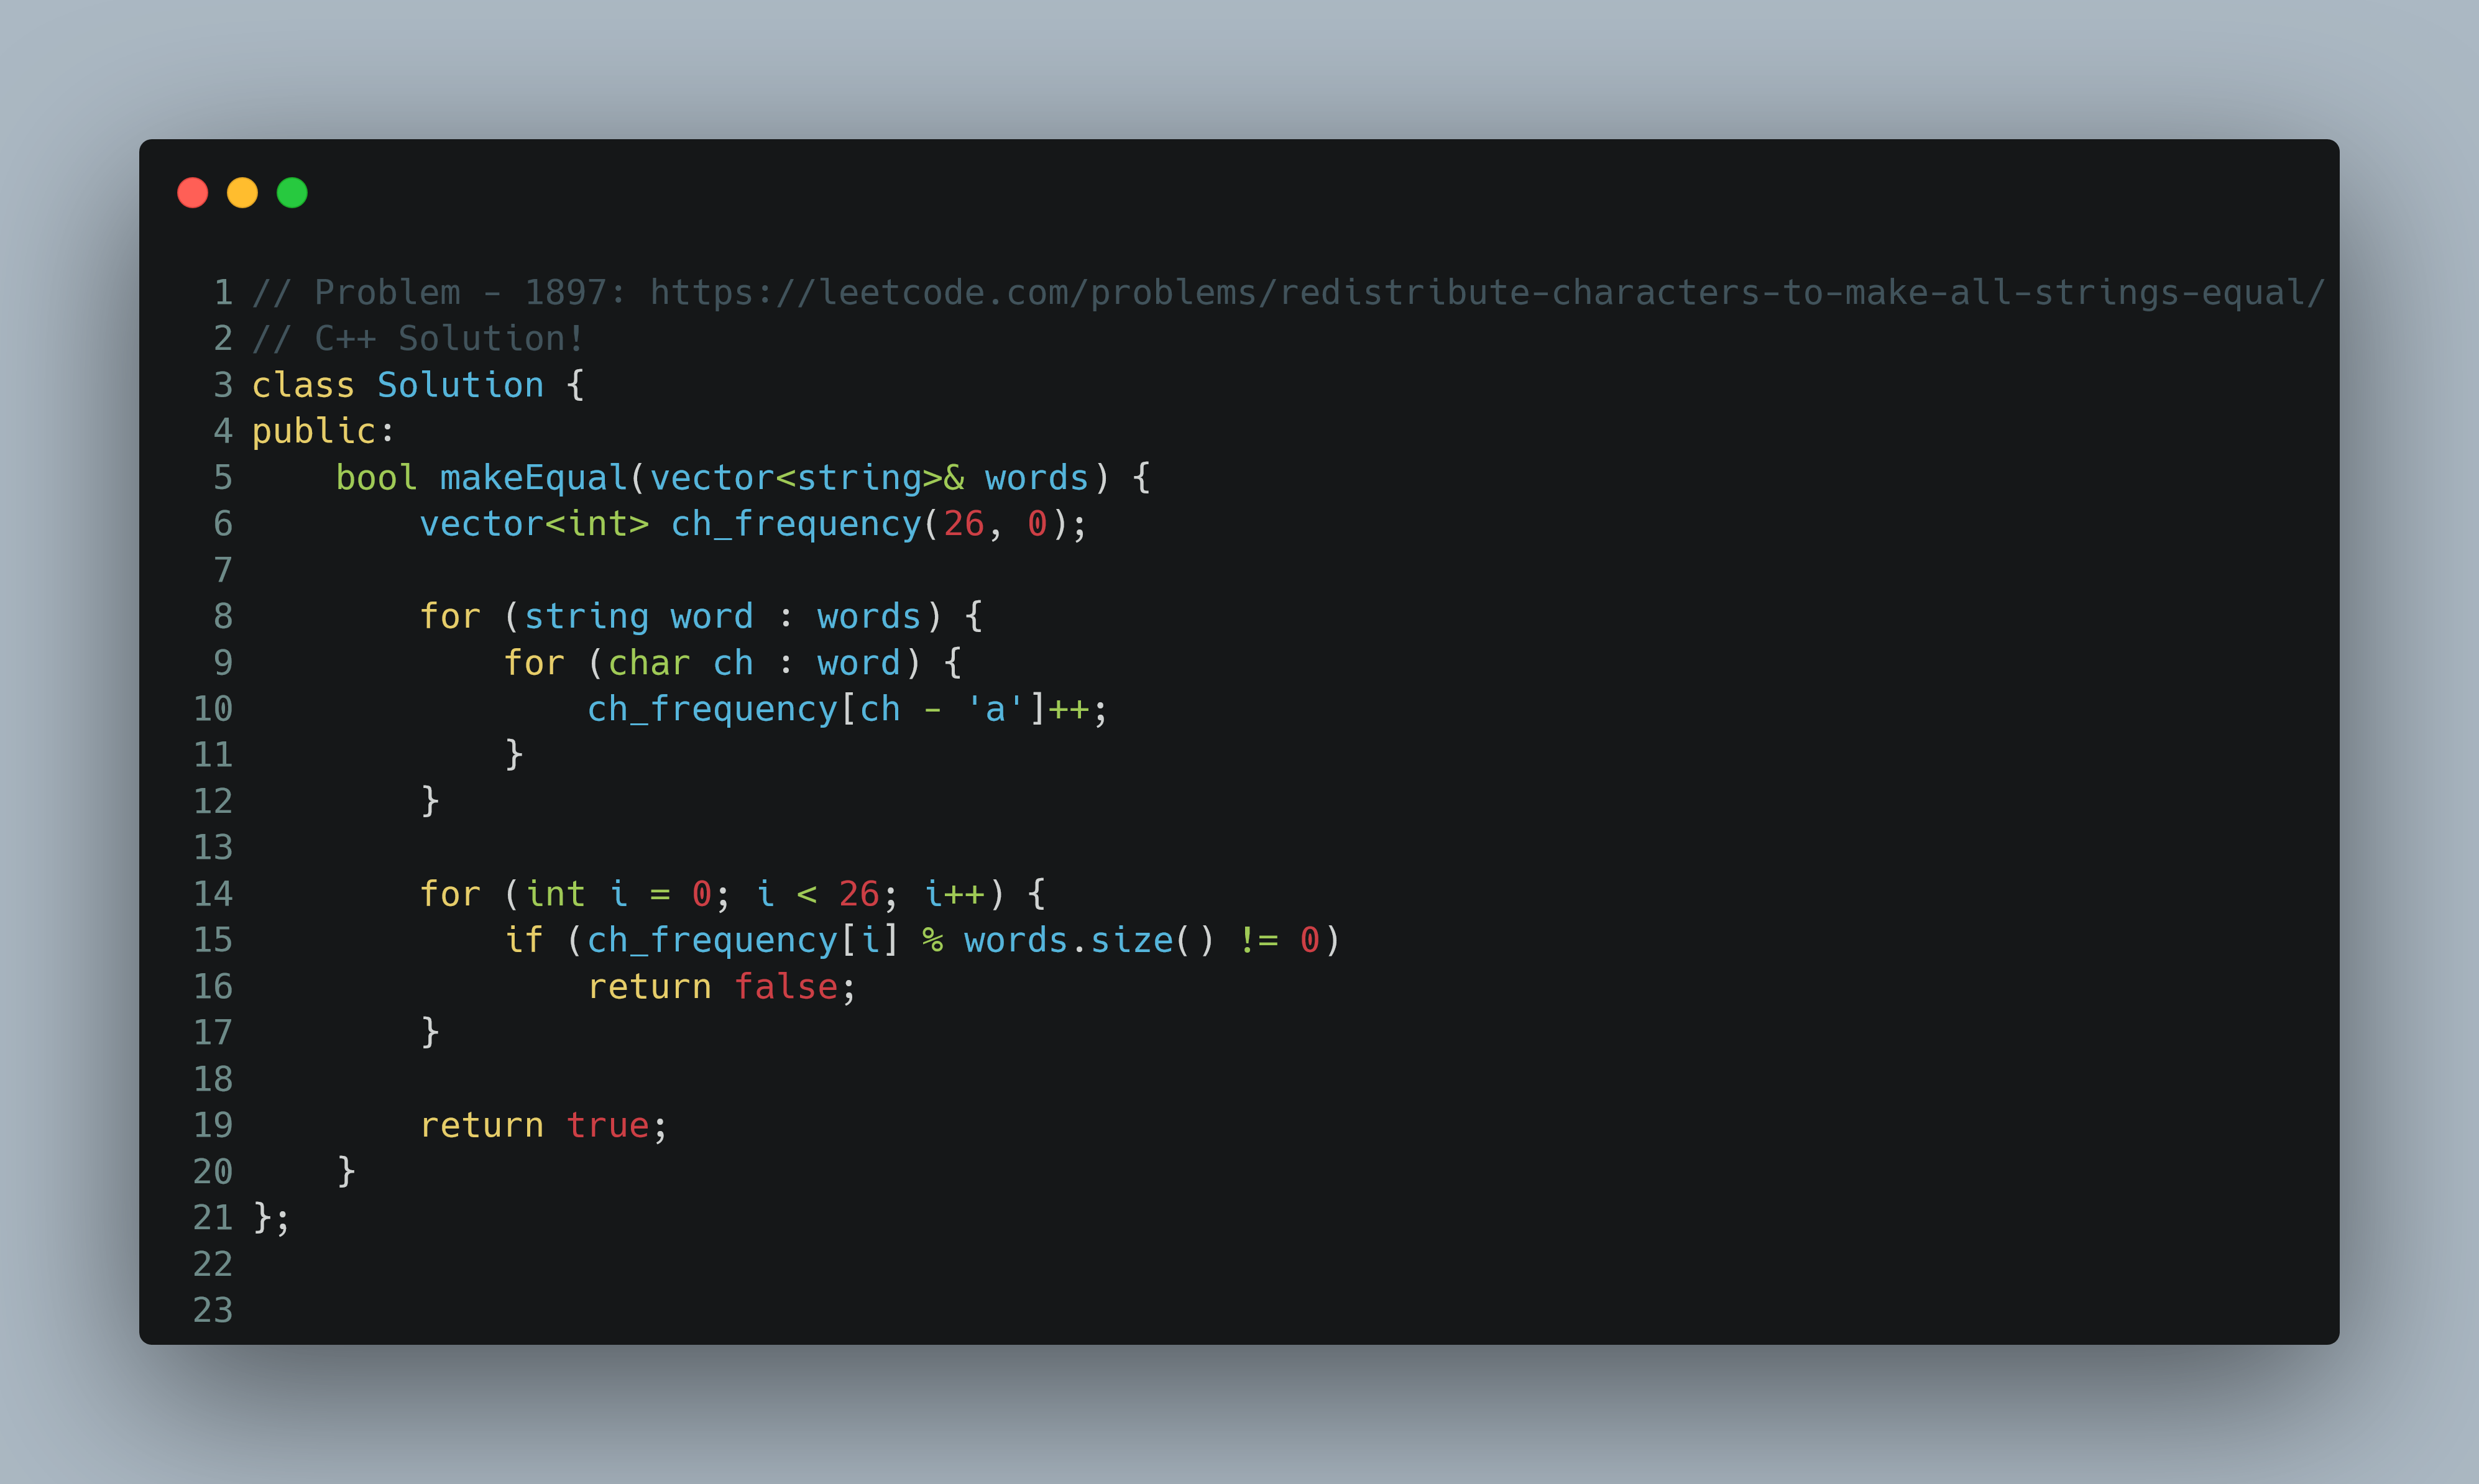 1 // Problem - 1897: https://leetcode.com/problems/redistribute-characters-to-make-all-strings-equal/
2 // C++ Solution!
3 class Solution {
4 public:
5     bool makeEqual(vector<string>& words) {
6         vector<int> ch_frequency(26, 0);
7
8         for (string word : words) {
9             for (char ch : word) {
10                 ch_frequency[ch - 'a']++;
11             }
12         }
13
14         for (int i = 0; i < 26; i++) {
15             if (ch_frequency[i] % words.size() != 0)
16                 return false;
17         }
18
19         return true;
20     }
21 };
22
23